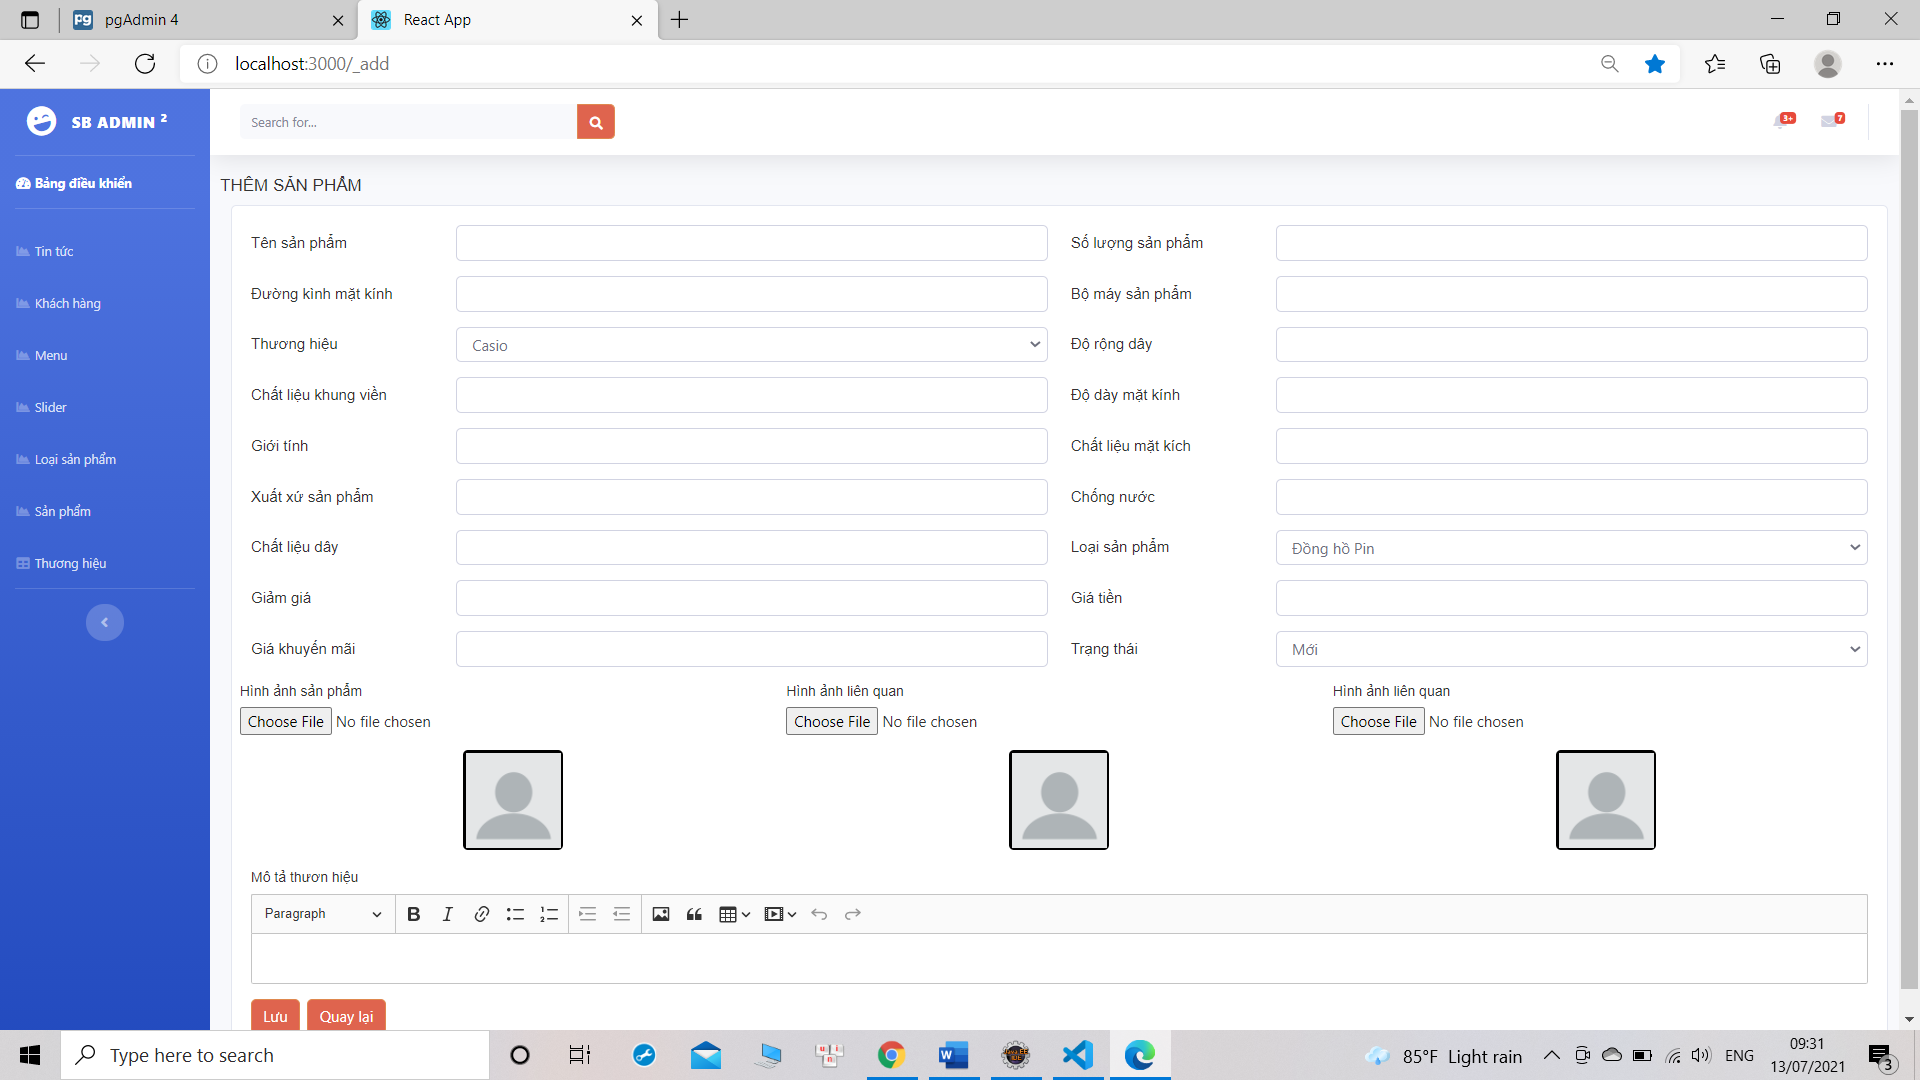 pgAdmin 4
React App
localhost:3000/_add
SB ADMIN 2
Search for...
3+
7
Bảng điều khiển
Tin tức
Khách hàng
Menu
Slider
Loại sản phẩm
Sản phẩm
Thương hiệu
THÊM SẢN PHẨM
Tên sản phẩm
Số lượng sản phẩm
Đường kình mặt kính
Bộ máy sản phẩm
Thương hiệu
Casio
Độ rộng dây
Chất liệu khung viền
Độ dày mặt kính
Giới tính
Chất liệu mặt kích
Xuất xứ sản phẩm
Chống nước
Chất liệu dây
Loại sản phẩm
Đồng hồ Pin
Giảm giá
Giá tiền
Giá khuyến mãi
Trạng thái
Mới
Hình ảnh sản phẩm
Hình ảnh liên quan
Hình ảnh liên quan
Choose File No file chosen
Choose File No file chosen
Choose File No file chosen
Mô tả thươn hiệu
Paragraph
Lưu
Quay lại
Type here to search
85°F Light rain
ENG
09:31
13/07/2021
3